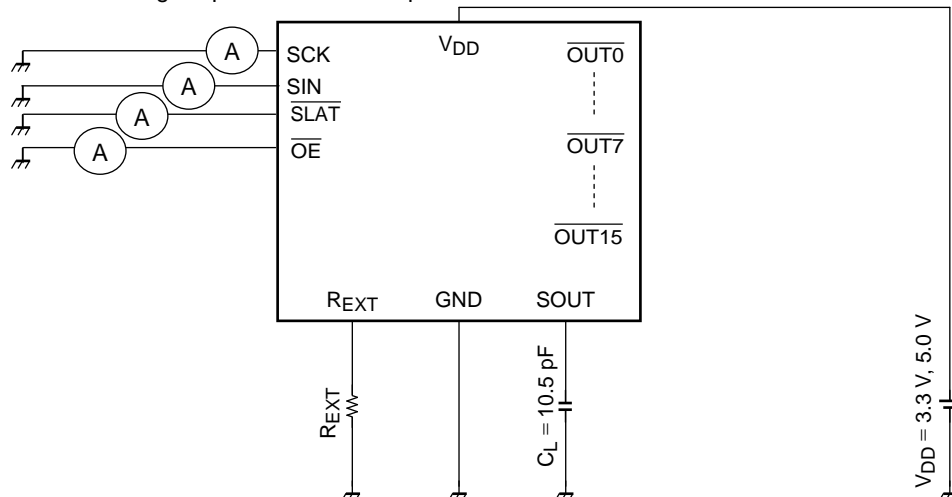 A
A
A
A
SCK
SIN
SLAT
OE
VDD
OUT0
OUT7
OUT15
REXT
GND
SOUT
REXT
CL = 10.5 pF
VDD = 3.3 V, 5.0 V